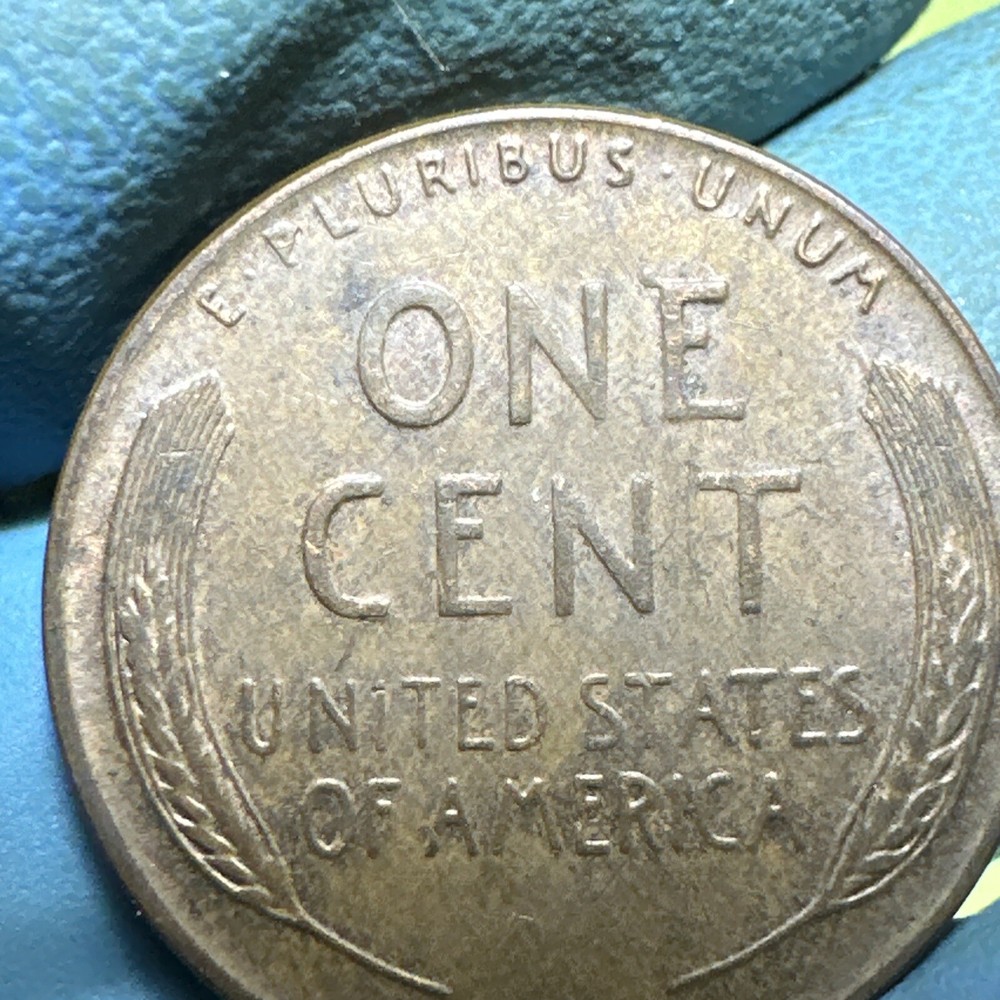 E·PLURIBUS·UNUM
ONE
CENT
UNITED STATES
OF AMERICA